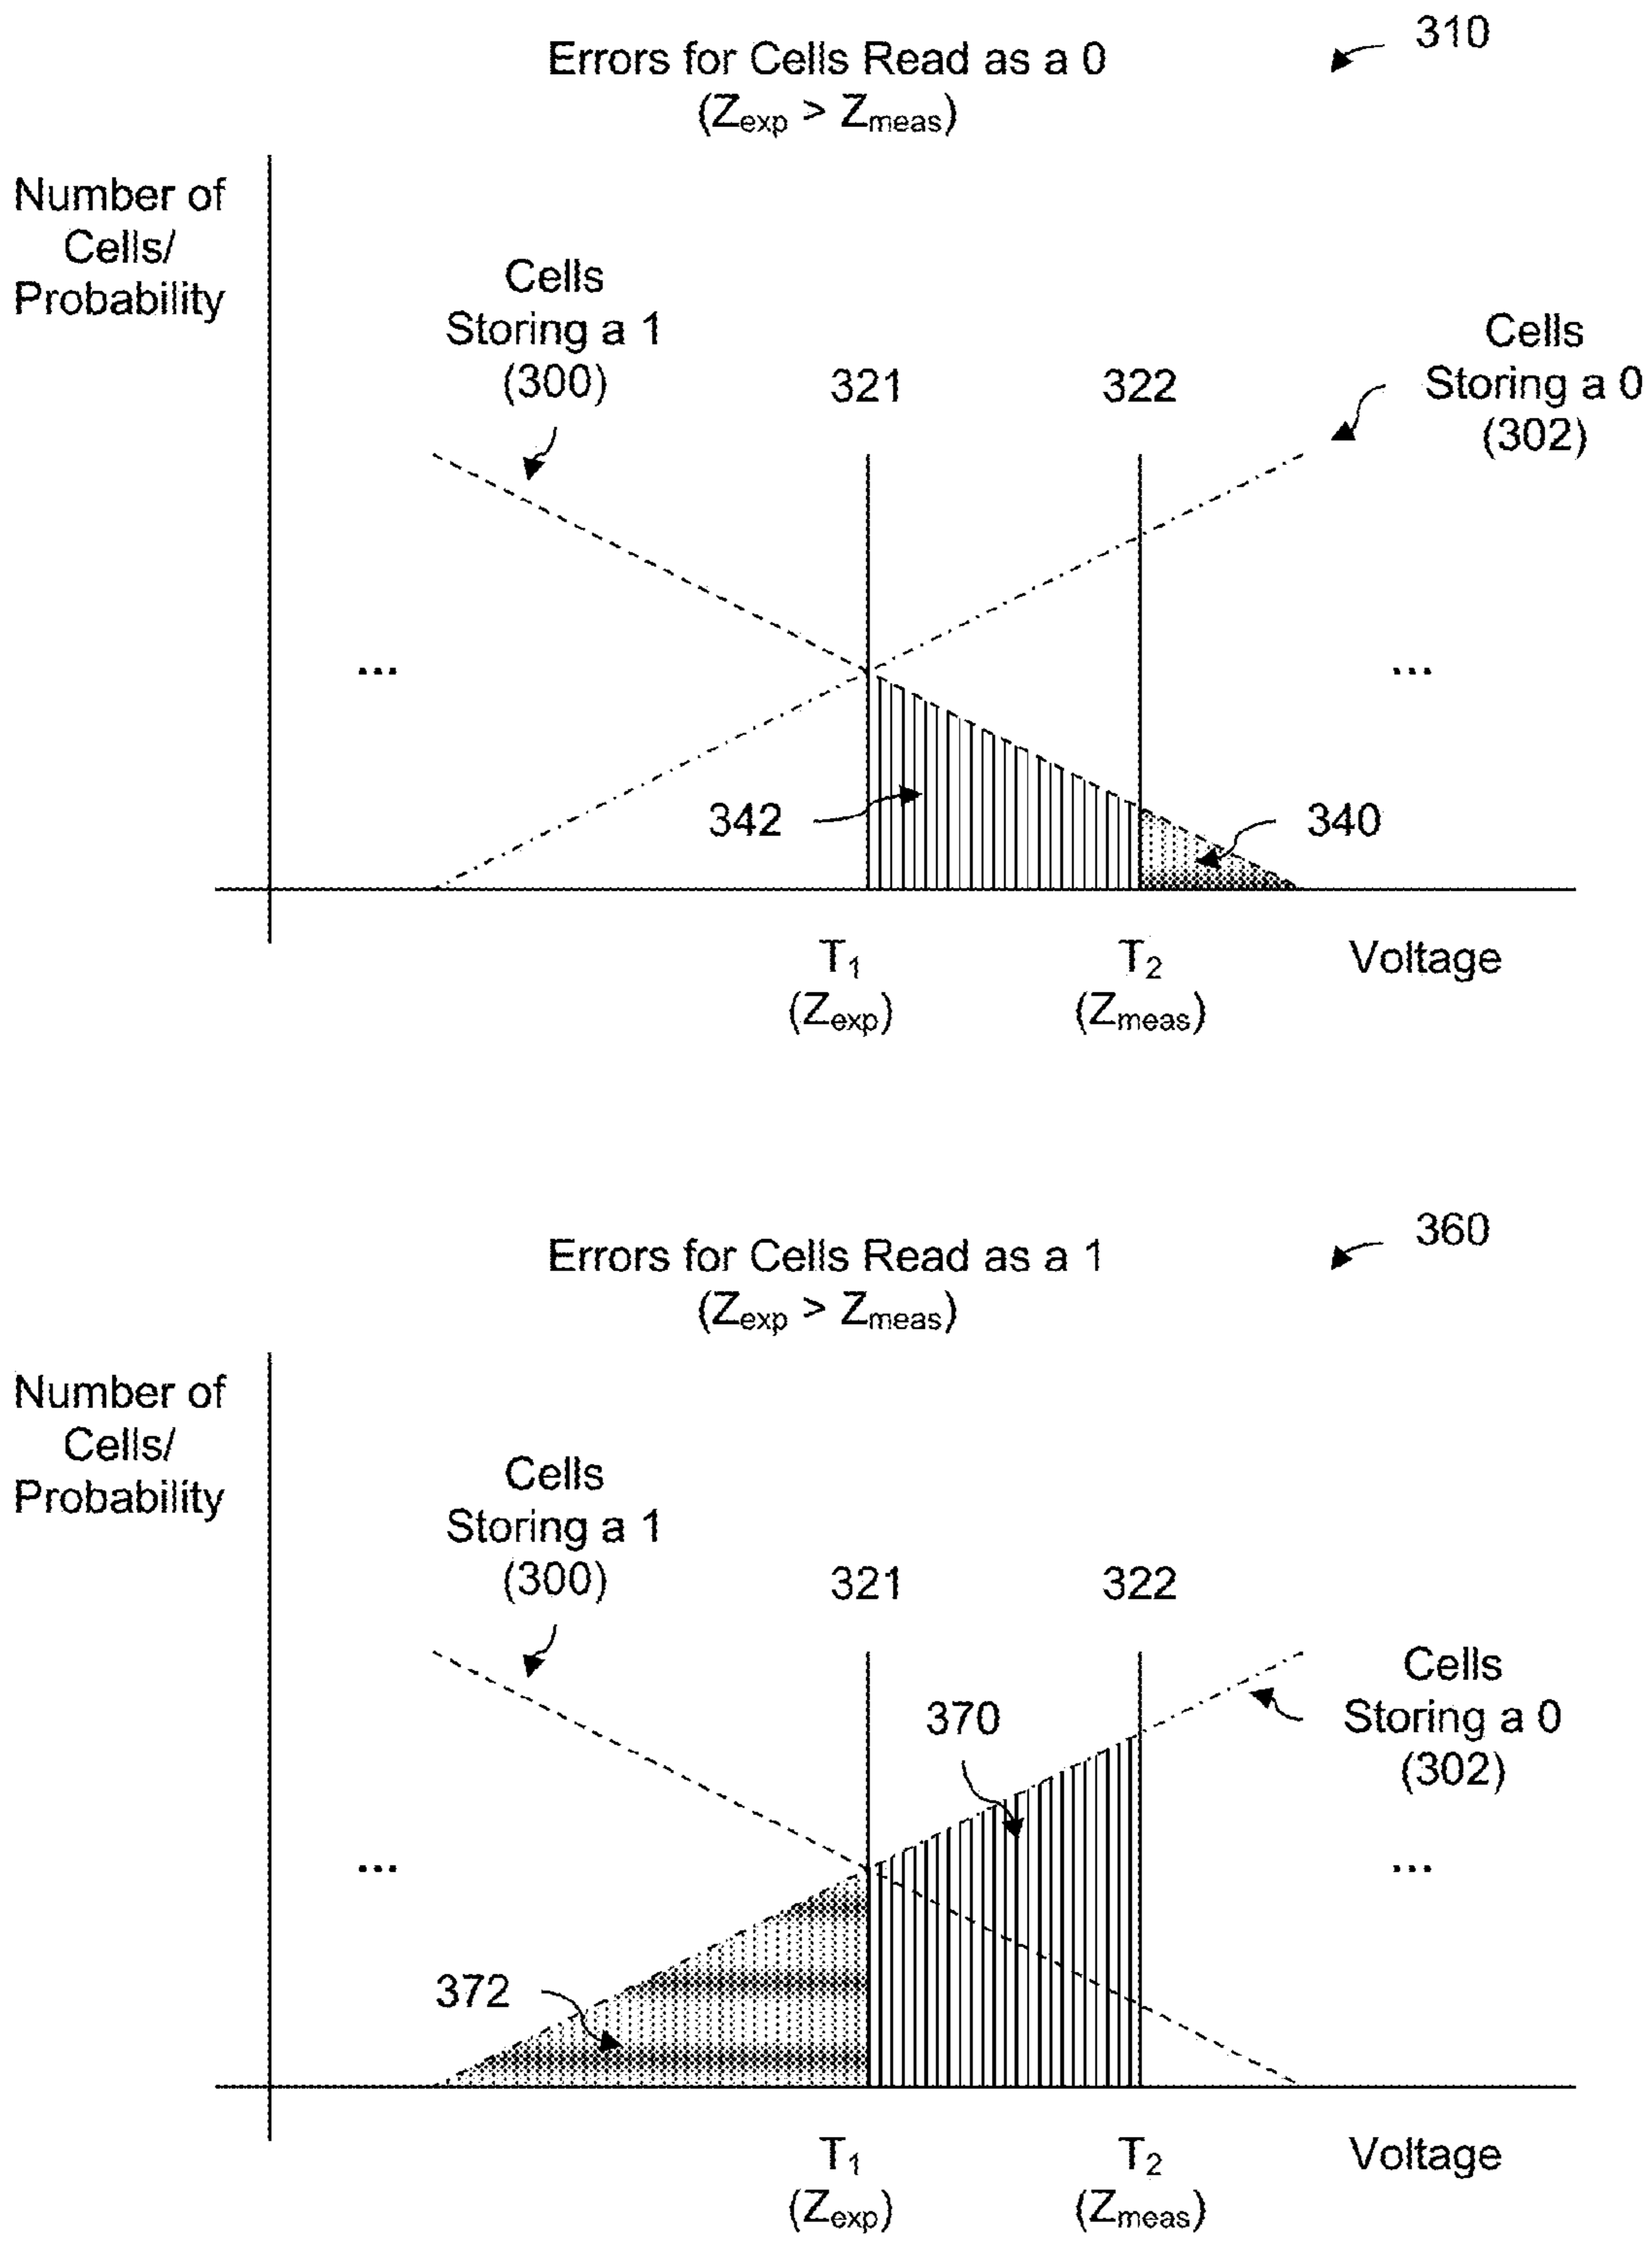 Errors for Cells Read as a 0
(Zexp > Zmeas)
310
Number of
Cells/
Probability
Cells
Storing a 1
(300)
321
322
Cells
Storing a 0
(302)
...
...
342
340
T1
(Zexp)
T2
(Zmeas)
Voltage
Errors for Cells Read as a 1
(Zexp > Zmeas)
360
Number of
Cells/
Probability
Cells
Storing a 1
(300)
321
322
370
Cells
Storing a 0
(302)
...
...
372
T1
(Zexp)
T2
(Zmeas)
Voltage